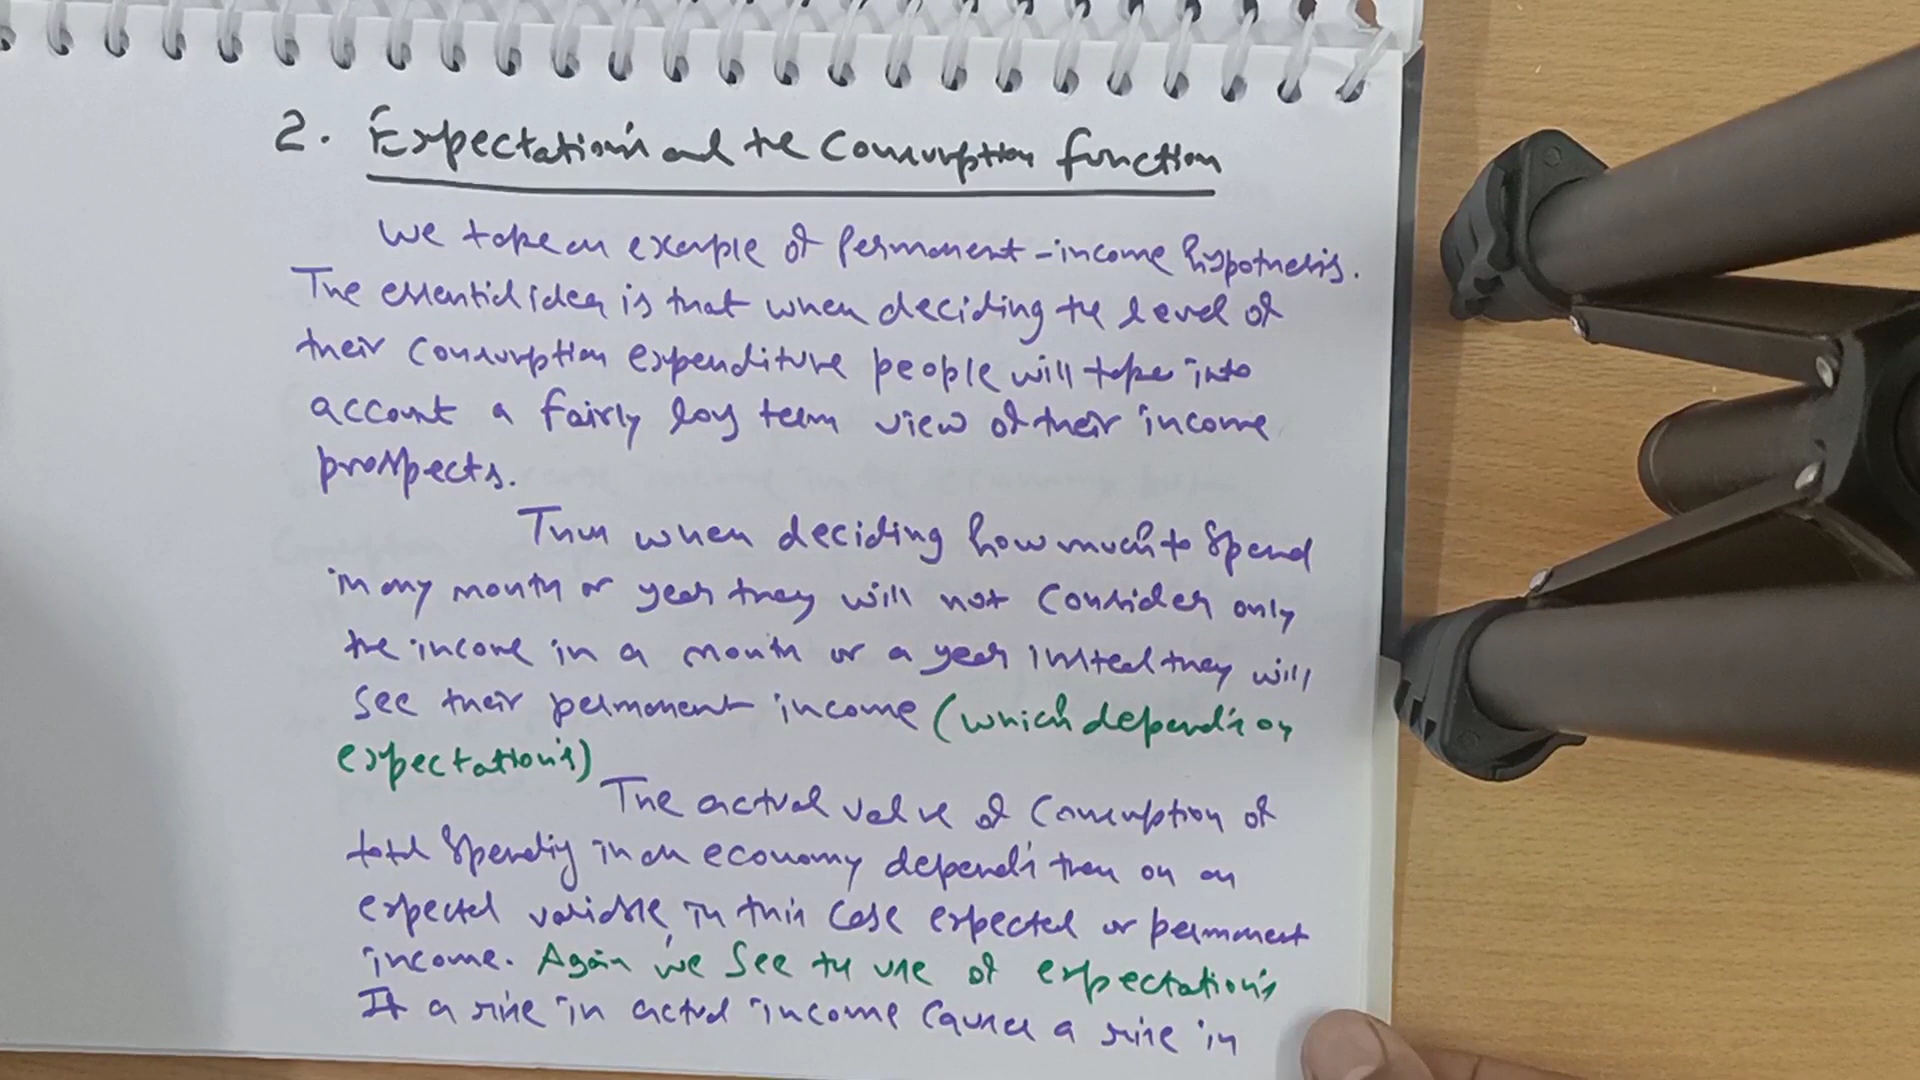 2. Expectations and the Consumption function
We take an example of Permanent-income hypothesis.
The essential idea is that when deciding the level of
their Consumption expenditure people will take into
account a fairly long term view of their income
prospects.
Thus when deciding how much to Spend
in any month or year they will not Consider only
the income in a month or a year insted they will
see their permanent income (which depends on
expectations)
The actual value of Consumption of
total Spending in an economy depends then on an
expected variable, in this case expected or permanent
income. Again we See the use of expectations
If a rise in actual income causes a rise in